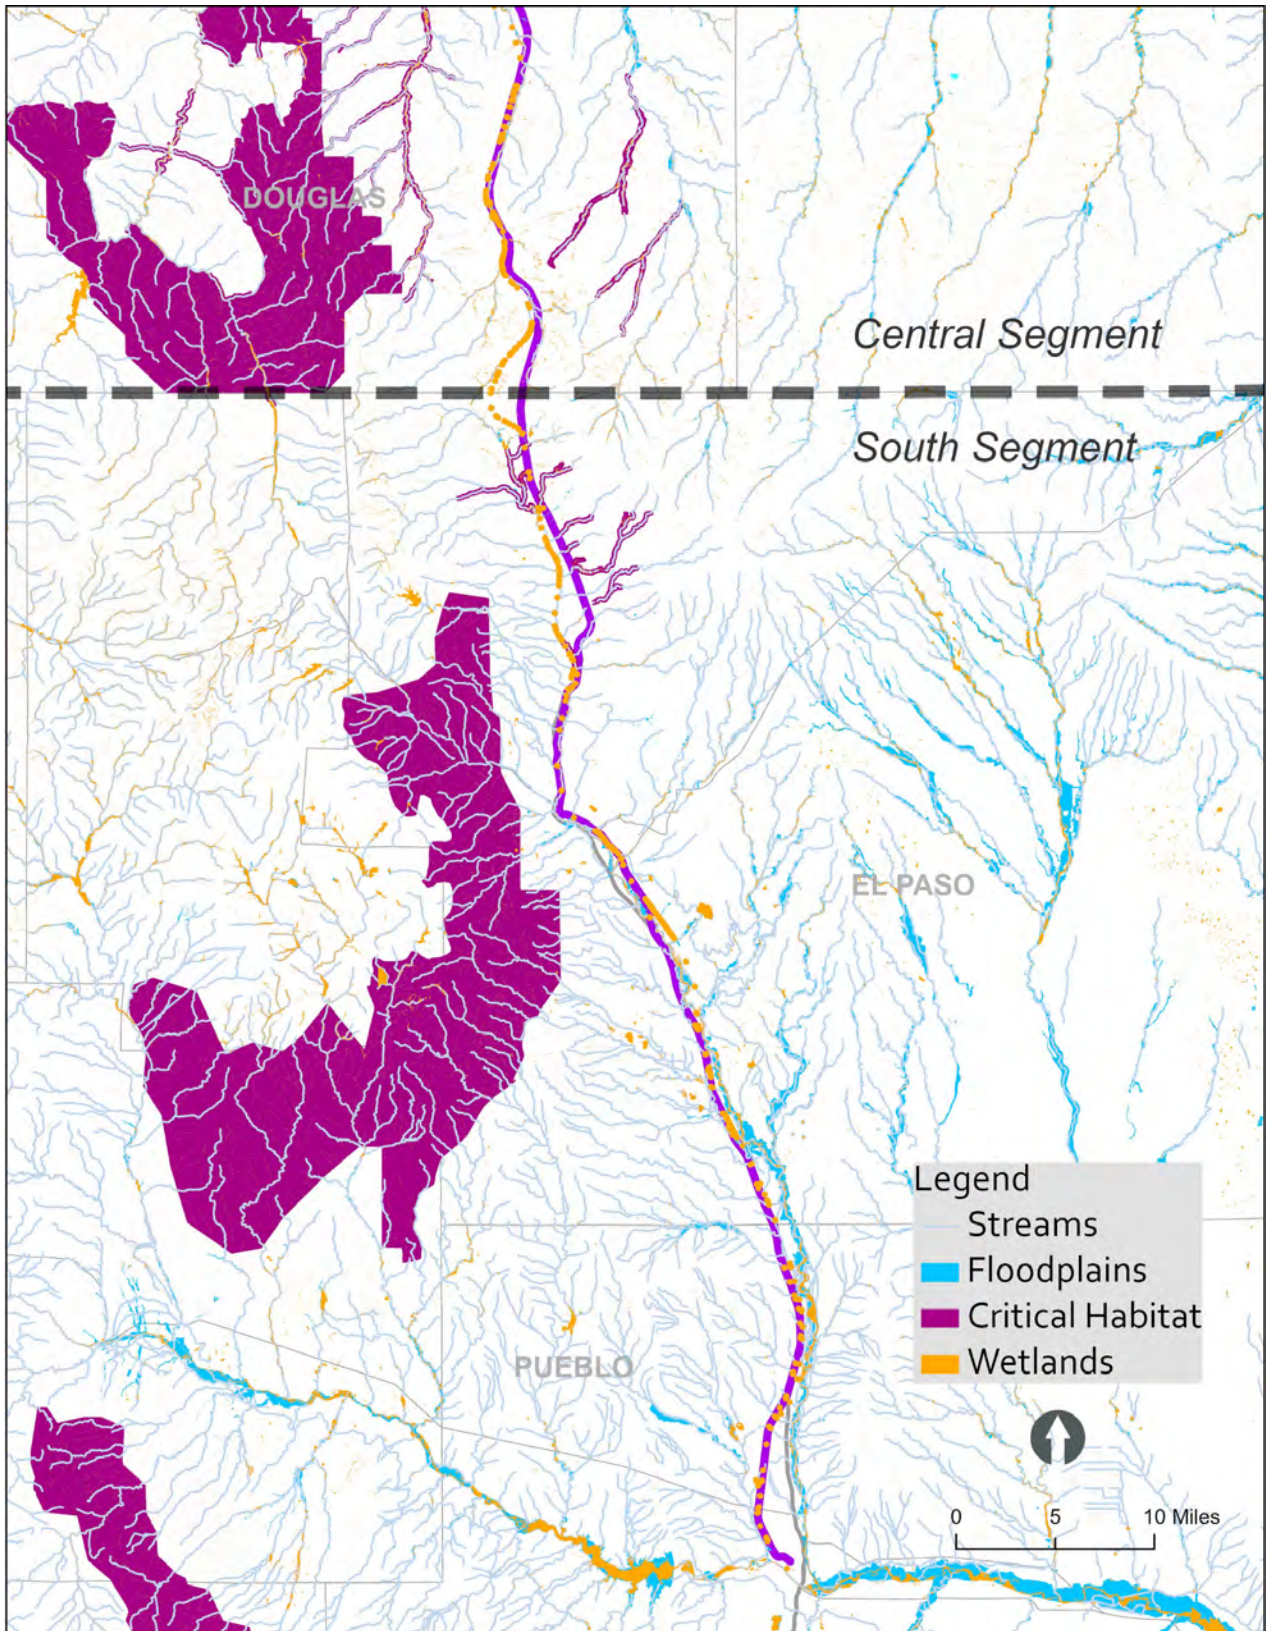 DOUGLAS
Central Segment
South Segment
EL PASO
Legend
Streams
Floodplains
Critical Habitat
Wetlands
PUEBLO
0 5 10 Miles